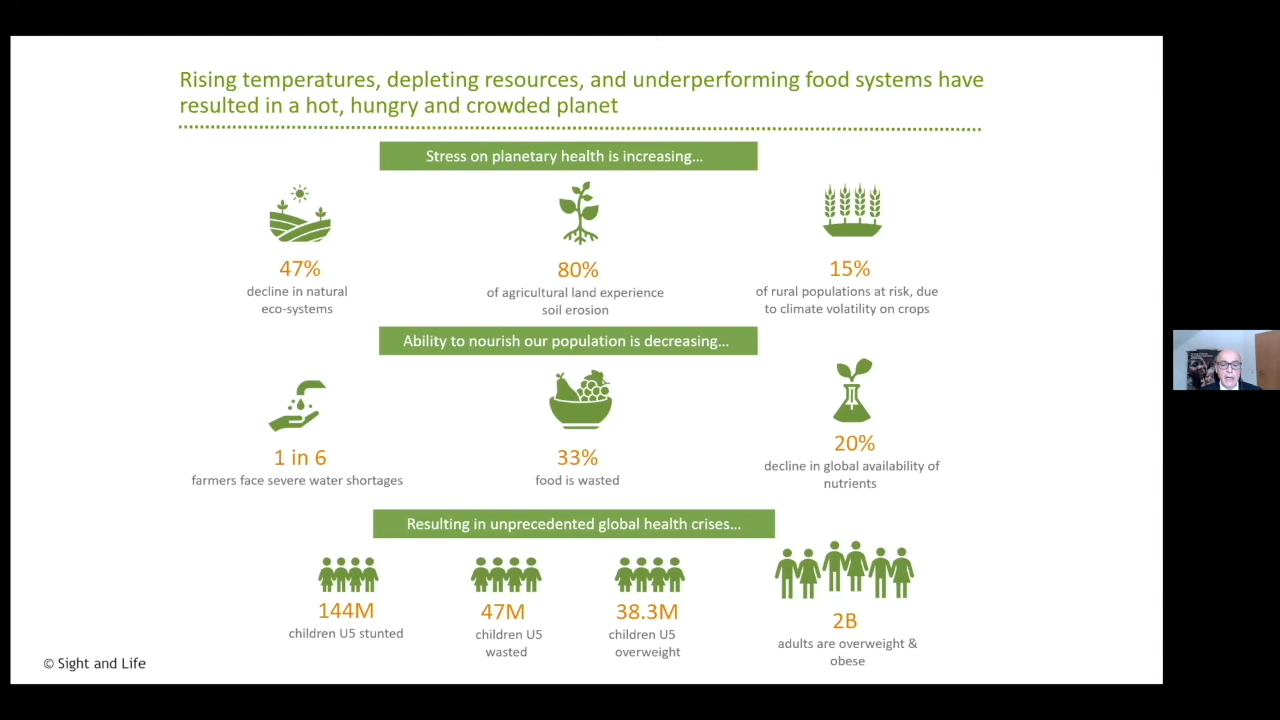 Rising temperatures, depleting resources, and underperforming food systems have
resulted in a hot, hungry and crowded planet
Stress on planetary health is increasing...
47%
decline in natural
eco-systems
80%
of agricultural land experience
soil erosion
15%
of rural populations at risk, due
to climate volatility on crops
Ability to nourish our population is decreasing...
1 in 6
farmers face severe water shortages
33%
food is wasted
20%
decline in global availability of
nutrients
Resulting in unprecedented global health crises...
144M
children U5 stunted
47M
children U5
wasted
38.3M
children U5
overweight
2B
adults are overweight &
obese
© Sight and Life